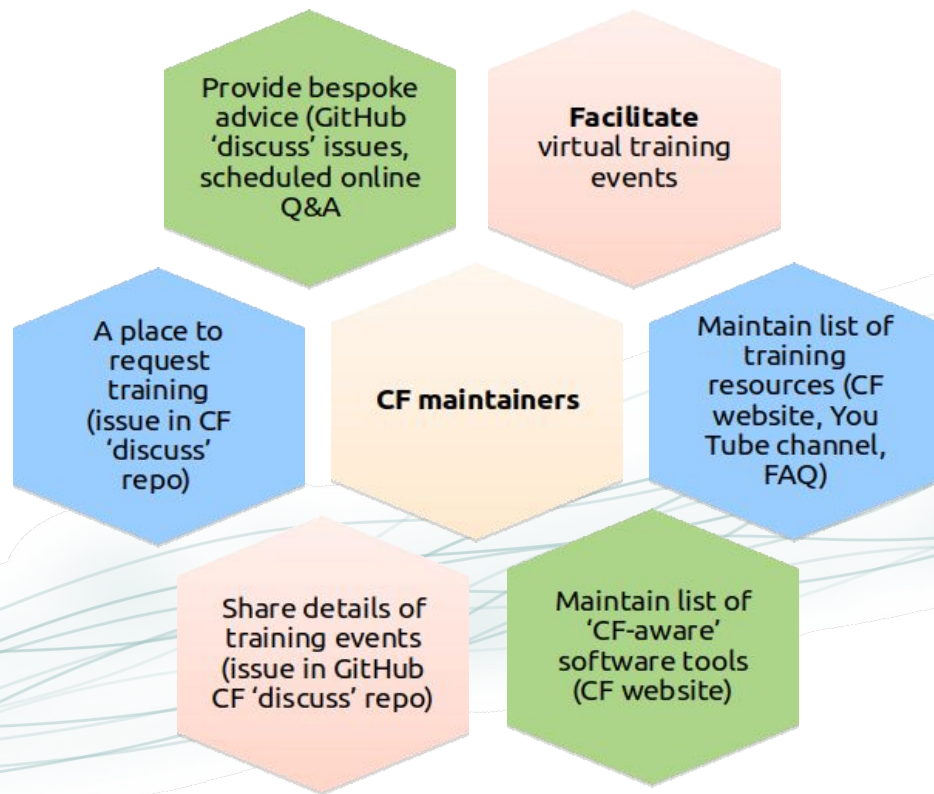 Provide bespoke
advice (GitHub
‘discuss’ issues,
scheduled online
Q&A
Facilitate
virtual training
events
A place to
request
training
(issue in CF
‘discuss’
repo)
CF maintainers
Maintain list of
training
resources (CF
website, You
Tube channel,
FAQ)
Share details of
training events
(issue in GitHub
CF ‘discuss’ repo)
Maintain list of
‘CF-aware’
software tools
(CF website)